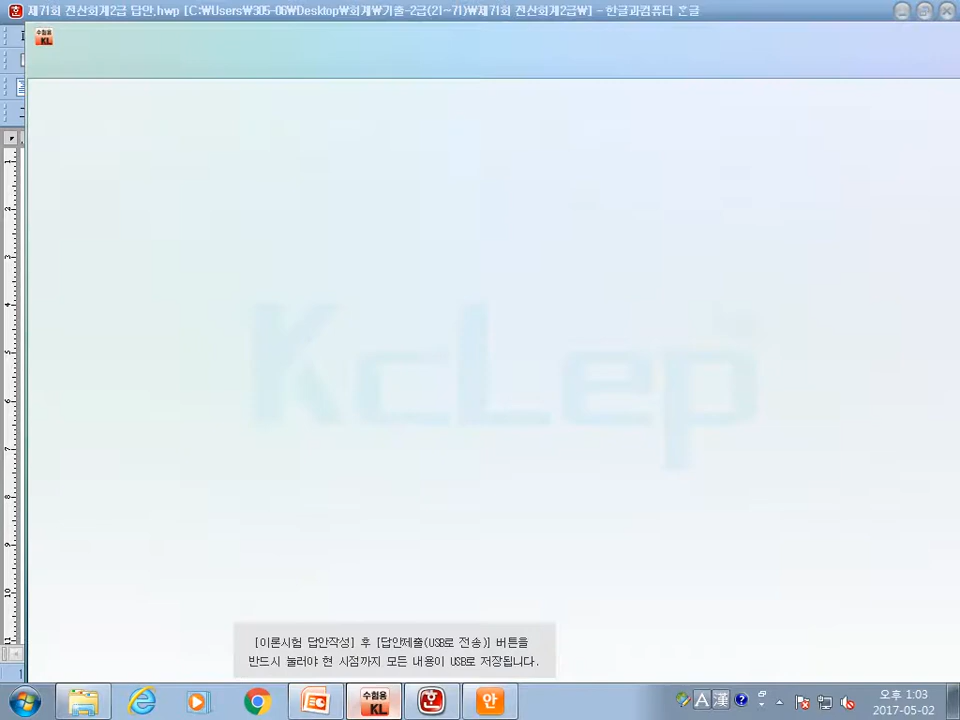 제71회 전산회계2급 답안.hwp [C:\Users\305-06\Desktop\회계\기출-2급(21~71)\제71회 전산회계2급\] - 한글과컴퓨터 한글
수험용
KL
KcLep
[이론시험 답안작성] 후 [답안제출(USB로 전송)] 버튼을
반드시 눌러야 현 시점까지 모든 내용이 USB로 저장됩니다.
수험용
KL
안
A 漢
오후 1:03
2017-05-02